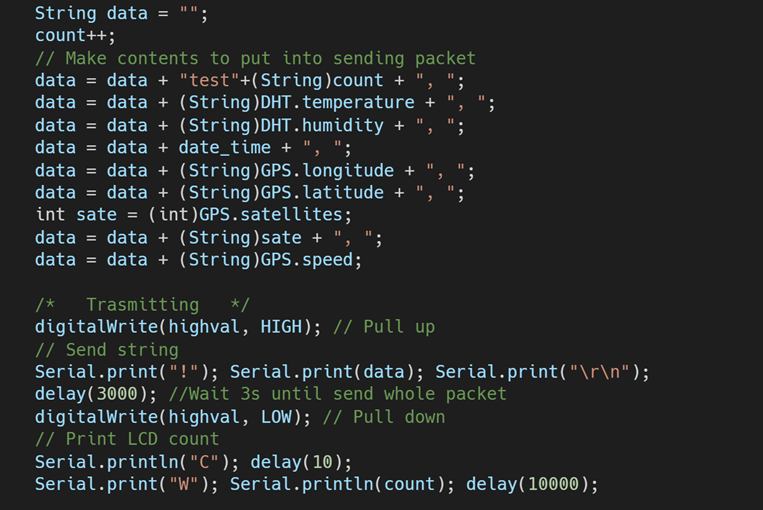 String data = "";
count++;
// Make contents to put into sending packet
data = data + "test"+(String)count + ", ";
data = data + (String)DHT.temperature + ", ";
data = data + (String)DHT.humidity + ", ";
data = data + date_time + ", ";
data = data + (String)GPS.longitude + ", ";
data = data + (String)GPS.latitude + ", ";
int sate = (int)GPS.satellites;
data = data + (String)sate + ", ";
data = data + (String)GPS.speed;
/*   Trasmitting   */
digitalWrite(highval, HIGH); // Pull up
// Send string
Serial.print("!"); Serial.print(data); Serial.print("\r\n");
delay(3000); //Wait 3s until send whole packet
digitalWrite(highval, LOW); // Pull down
// Print LCD count
Serial.println("C"); delay(10);
Serial.print("W"); Serial.println(count); delay(10000);